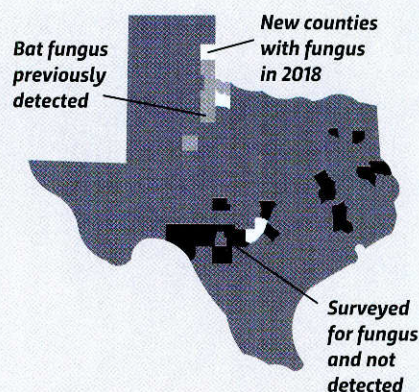 Bat fungus
previously
detected
New counties
with fungus
in 2018
Surveyed
for fungus
and not
detected